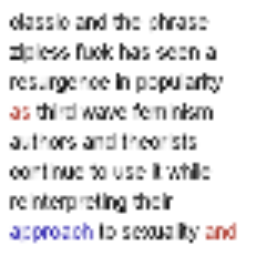 classic and the phrase
zipless fuck has seen a
resurgence in popularity
as third wave feminism
authors and theorists
continue to use it while
reinterpreting their
approach to sexuality and